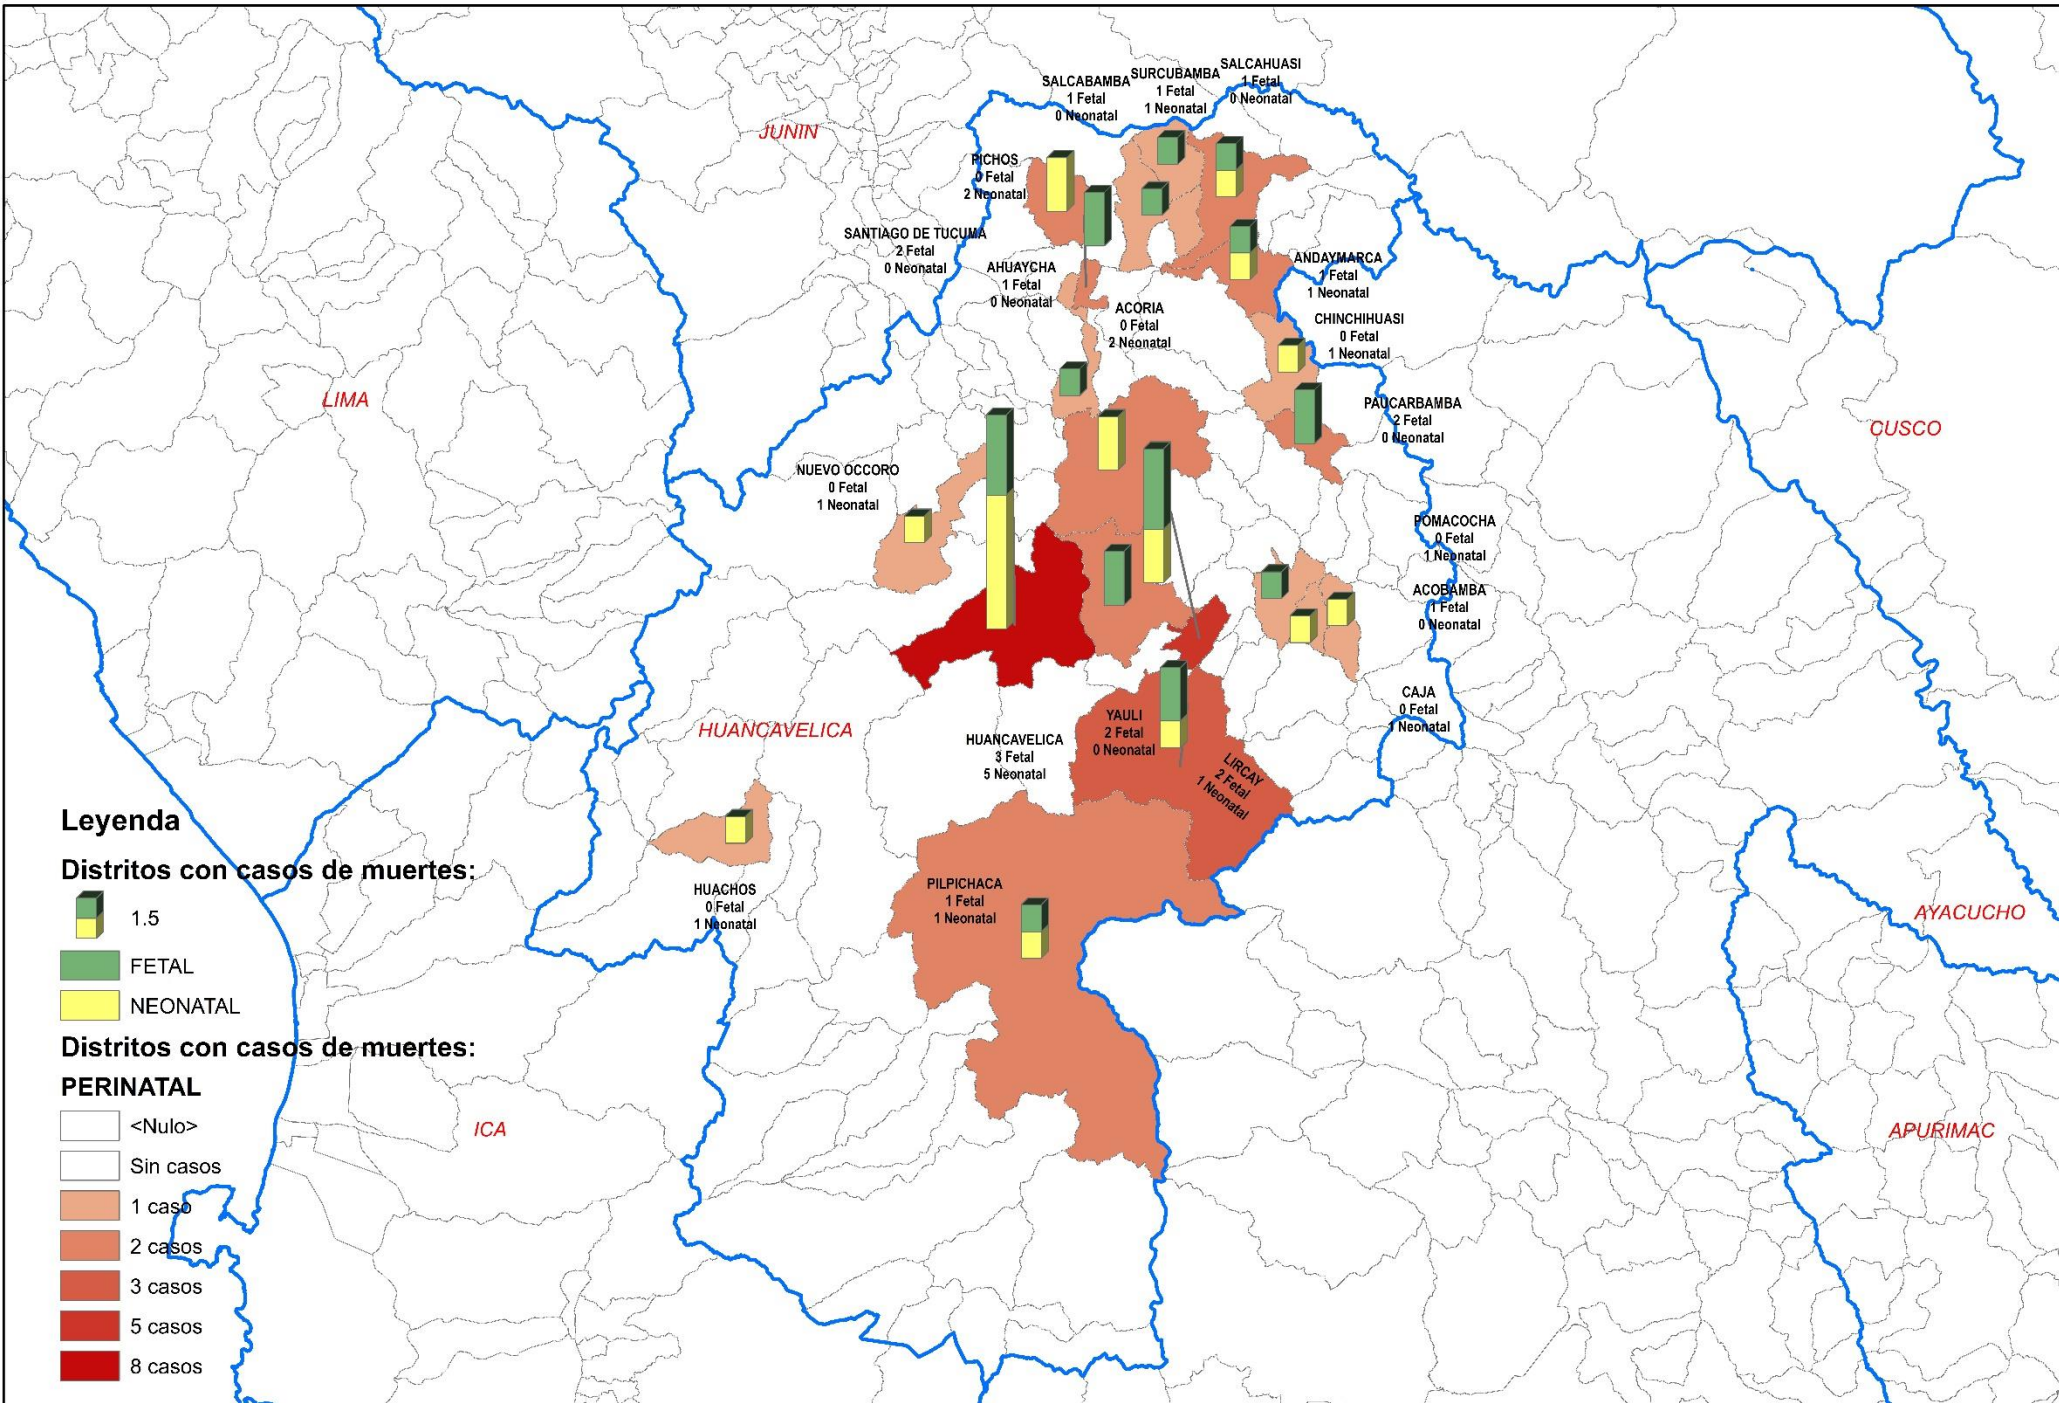 SALCABAMBA
1 Fetal
0 Neonatal
SURCUBAMBA
1 Fetal
1 Neonatal
SALCAHUASI
1 Fetal
0 Neonatal
JUNIN
PICHOS
0 Fetal
2 Neonatal
SANTIAGO DE TUCUMA
2 Fetal
0 Neonatal
AHUAYCHA
1 Fetal
0 Neonatal
ANDAYMARCA
1 Fetal
1 Neonatal
ACORIA
0 Fetal
2 Neonatal
CHINCHIHUASI
0 Fetal
1 Neonatal
LIMA
PAUCARBAMBA
2 Fetal
0 Neonatal
CUSCO
NUEVO OCCORO
0 Fetal
1 Neonatal
POMACOCHA
0 Fetal
1 Neonatal
ACOBAMBA
1 Fetal
0 Neonatal
CAJA
0 Fetal
1 Neonatal
HUANCAVELICA
HUANCAVELICA
3 Fetal
5 Neonatal
YAULI
2 Fetal
0 Neonatal
LIRCAY
2 Fetal
1 Neonatal
HUACHOS
0 Fetal
1 Neonatal
PILPICHACA
1 Fetal
1 Neonatal
AYACUCHO
ICA
APURIMAC
Leyenda
Distritos con casos de muertes:
1.5
FETAL
NEONATAL
Distritos con casos de muertes:
PERINATAL
<Nulo>
Sin casos
1 caso
2 casos
3 casos
5 casos
8 casos